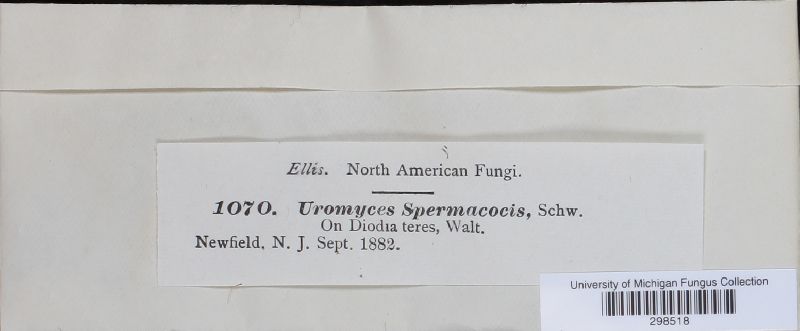 Ellis. North American Fungi.
1070. Uromyces Spermacocis, Schw.
On Diodia teres, Walt.
Newfield, N. J. Sept. 1882.
University of Michigan Fungus Collection
298518